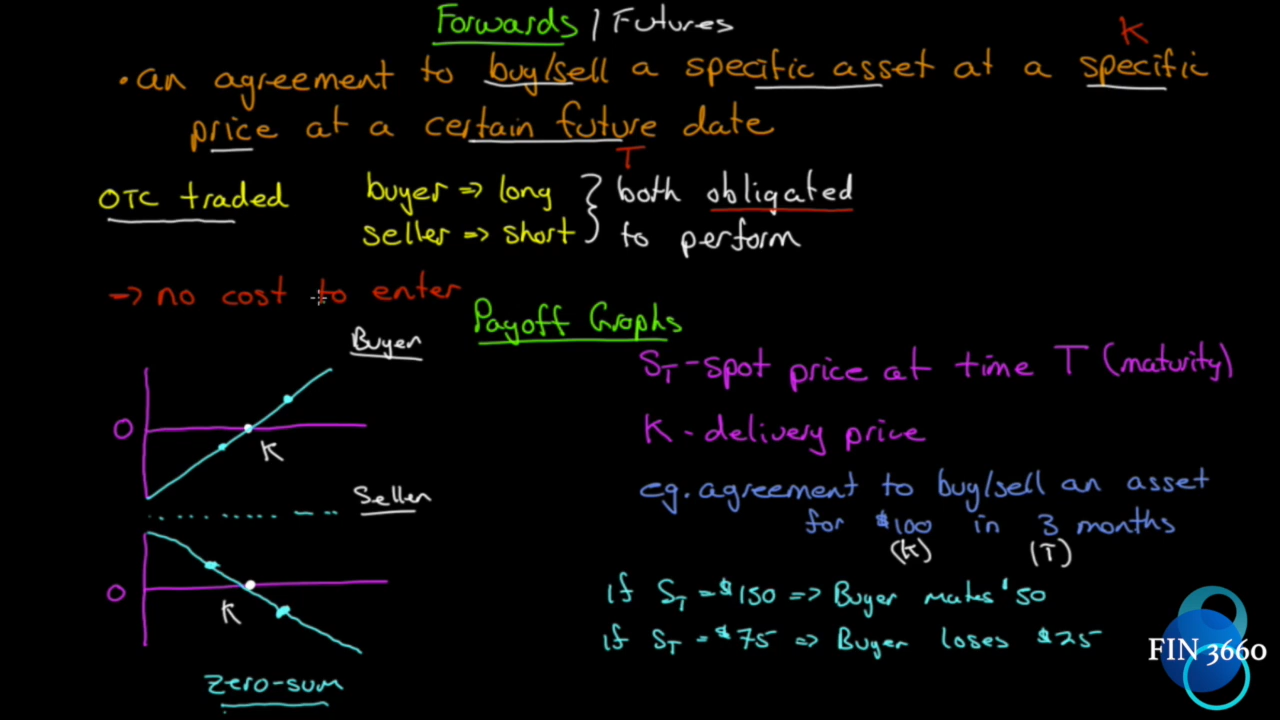 Forwards / Futures
K
• an agreement to buy/sell a specific asset at a specific
price at a certain future date
T
OTC traded
buyer => long
seller => short
both obligated
to perform
-> no cost to enter
Payoff Graphs
Buyer
0
K
Seller
0
K
Zero-sum
S_T - spot price at time T (maturity)
K - delivery price
eg. agreement to buy/sell an asset
for $100 in 3 months
(K) (T)
if S_T = $150 => Buyer makes $50
if S_T = $75 => Buyer loses $25
FIN 3660